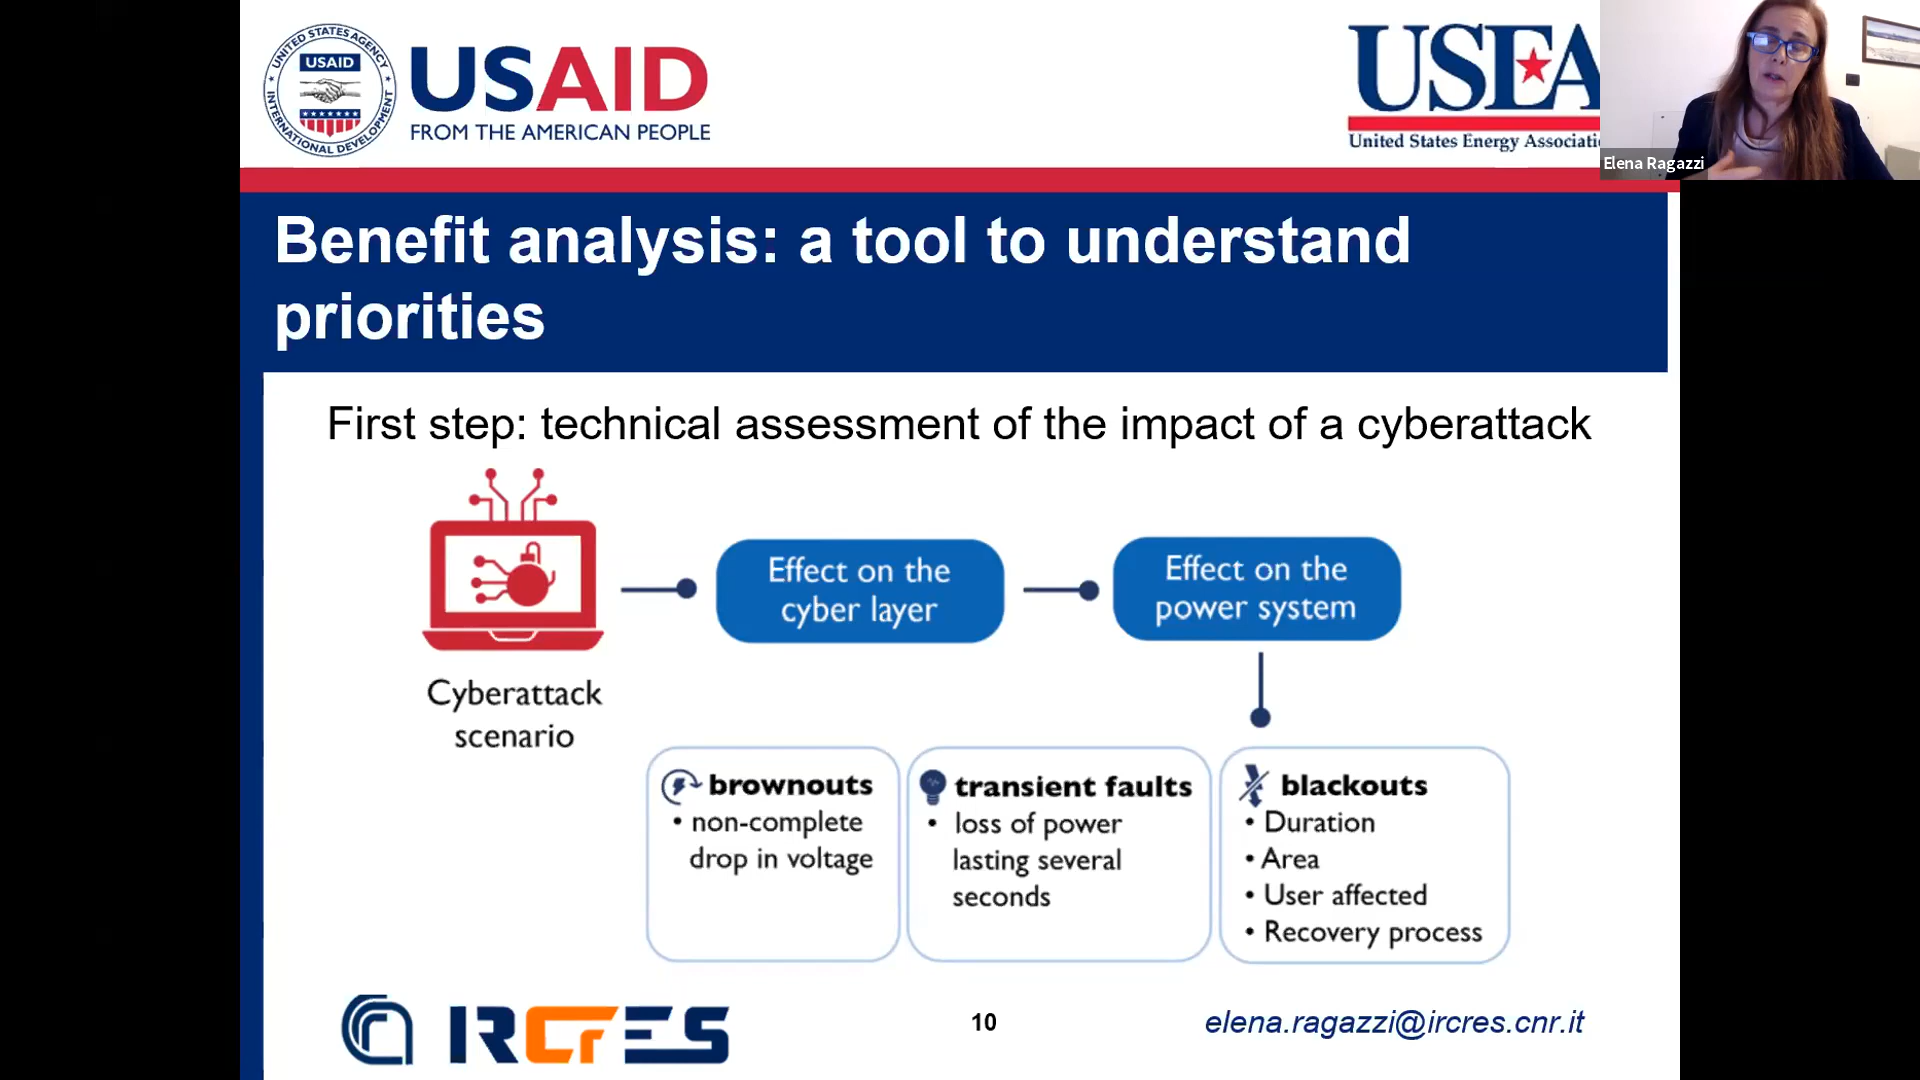 UNITED STATES AGENCY
USAID
INTERNATIONAL DEVELOPMENT
USAID
FROM THE AMERICAN PEOPLE
USEA
United States Energy Associati
Elena Ragazzi
Benefit analysis: a tool to understand
priorities
First step: technical assessment of the impact of a cyberattack
Effect on the
cyber layer
Effect on the
power system
Cyberattack
scenario
brownouts
• non-complete
drop in voltage
transient faults
• loss of power
lasting several
seconds
blackouts
• Duration
• Area
• User affected
• Recovery process
IRCrES
10
elena.ragazzi@ircres.cnr.it